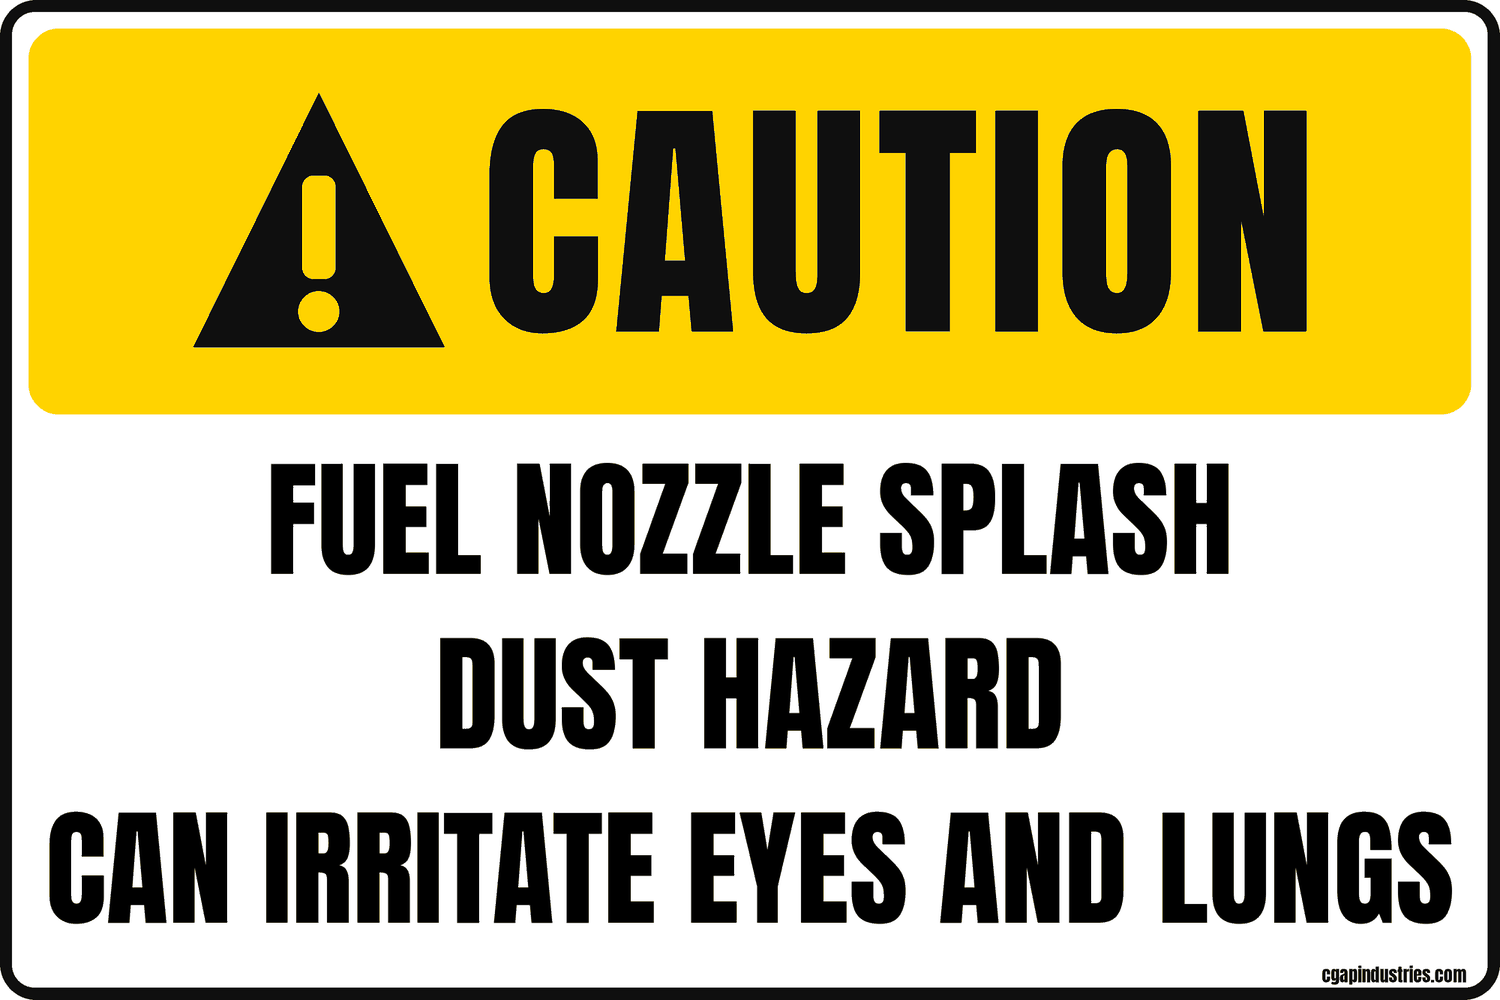 CAUTION
FUEL NOZZLE SPLASH
DUST HAZARD
CAN IRRITATE EYES AND LUNGS
cgapindustries.com